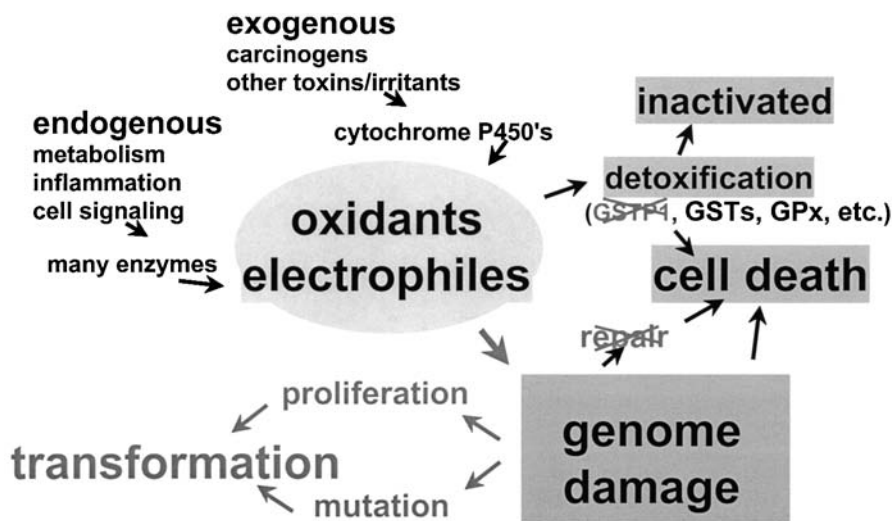 exogenous
carcinogens
other toxins/irritants
cytochrome P450's
endogenous
metabolism
inflammation
cell signaling
many enzymes
oxidants
electrophiles
inactivated
detoxification
(GSTP1, GSTs, GPx, etc.)
cell death
repair
genome
damage
proliferation
mutation
transformation